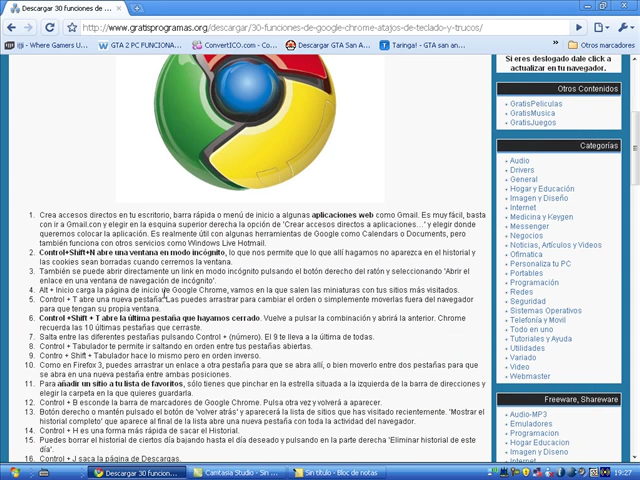 Descargar 30 funciones de ...
http://www.gratisprogramas.org/descargar/30-funciones-de-google-chrome-atajos-de-teclado-y-trucos/
iiji - Where Gamers U...
GTA 2 PC FUNCIONA...
ConvertICO.com - Co...
Descargar GTA San A...
Taringa! - GTA san an...
Otros marcadores
Si eres deslogado dale click a
actualizar en tu navegador.
Otros Contenidos
GratisPeliculas
GratisMusica
GratisJuegos
Categorías
Audio
Drivers
General
Hogar y Educación
Imagen y Diseño
Internet
Medicina y Keygen
Messenger
Negocios
Noticias, Artículos y Videos
Ofimatica
Personaliza tu PC
Portables
Programación
Redes
Seguridad
Sistemas Operativos
Telefonía y Movil
Todo en uno
Tutoriales y Ayuda
Utilidades
Variado
Video
Webmaster
Freeware, Shareware
Audio-MP3
Emuladores
Programacion
Hogar Educacion
Imagen y Diseno
Internet
1. Crea accesos directos en tu escritorio, barra rápida o menú de inicio a algunas aplicaciones web como Gmail. Es muy fácil, basta
con ir a Gmail.con y elegir en la esquina superior derecha la opción de 'Crear accesos directos a aplicaciones...' y elegir donde
queremos colocar la aplicación. Es realmente útil con algunas herramientas de Google como Calendars o Documents, pero
también funciona con otros servicios como Windows Live Hotmail.
2. Control+Shift+N abre una ventana en modo incógnito, lo que nos permite que lo que allí hagamos no aparezca en el historial y
las cookies sean borradas cuando cerremos la ventana.
3. También se puede abrir directamente un link en modo incógnito pulsando el botón derecho del ratón y seleccionando 'Abrir el
enlace en una ventana de navegación de incógnito'.
4. Alt + Inicio carga la página de inicio de Google Chrome, vamos en la que salen las miniaturas con tus sitios más visitados.
5. Control + T abre una nueva pestaña. Las puedes arrastrar para cambiar el orden o simplemente moverlas fuera del navegador
para que tengan su propia ventana.
6. Control +Shift + T abre la última pestaña que hayamos cerrado. Vuelve a pulsar la combinación y abrirá la anterior. Chrome
recuerda las 10 últimas pestañas que cerraste.
7. Salta entre las diferentes pestañas pulsando Control + (número). El 9 te lleva a la última de todas.
8. Control + Tabulador te permite ir saltando en orden entre tus pestañas abiertas.
9. Contro + Shift + Tabulador hace lo mismo pero en orden inverso.
10. Como en Firefox 3, puedes arrastrar un enlace a otra pestaña para que se abra allí, o bien moverlo entre dos pestañas para que
se abra en una nueva pestaña entre ambas posiciones.
11. Para añadir un sitio a tu lista de favoritos, sólo tienes que pinchar en la estrella situada a la izquierda de la barra de direcciones y
elegir la carpeta en la que quieres guardarla.
12. Control + B esconde la barra de marcadores de Google Chrome. Pulsa otra vez y volverá a aparecer.
13. Botón derecho o mantén pulsado el botón de 'volver atrás' y aparecerá la lista de sitios que has visitado recientemente. 'Mostrar el
historial completo' que aparece al final de la lista abre una nueva pestaña con toda la actividad del navegador.
14. Control + H es una forma más rápida de sacar el Historial.
15. Puedes borrar el historial de ciertos día bajando hasta el día deseado y pulsando en la parte derecha 'Eliminar historial de este
día'.
16. Control + J saca la página de Descargas.
Descargar 30 funcion...
Camtasia Studio - Sin ...
Sin título - Bloc de notas
19:27